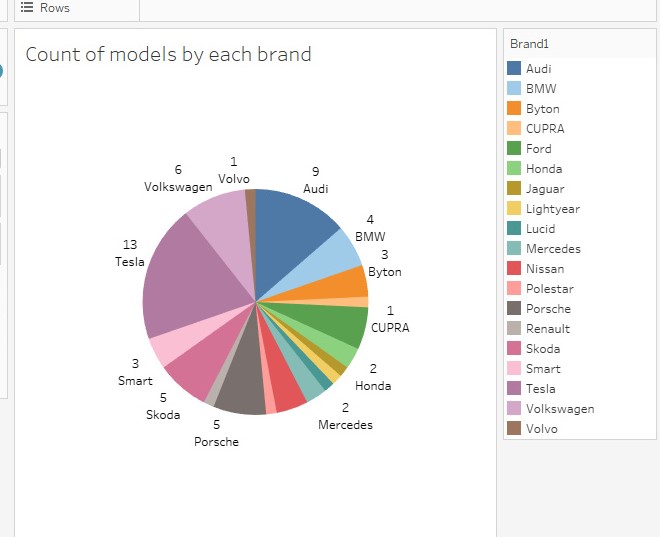 Rows
Count of models by each brand
1
Volvo
9
Audi
4
BMW
3
Byton
1
CUPRA
2
Honda
2
Mercedes
5
Porsche
5
Skoda
3
Smart
13
Tesla
6
Volkswagen
Brand1
Audi
BMW
Byton
CUPRA
Ford
Honda
Jaguar
Lightyear
Lucid
Mercedes
Nissan
Polestar
Porsche
Renault
Skoda
Smart
Tesla
Volkswagen
Volvo